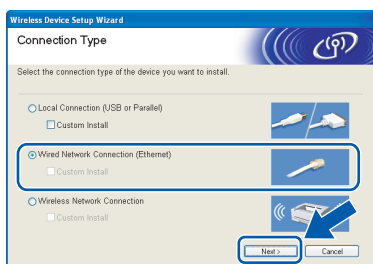 Wireless Device Setup Wizard
Connection Type
Select the connection type of the device you want to install.
Local Connection (USB or Parallel)
Custom Install
Wired Network Connection (Ethernet)
Custom Install
Wireless Network Connection
Custom Install
Next >
Cancel